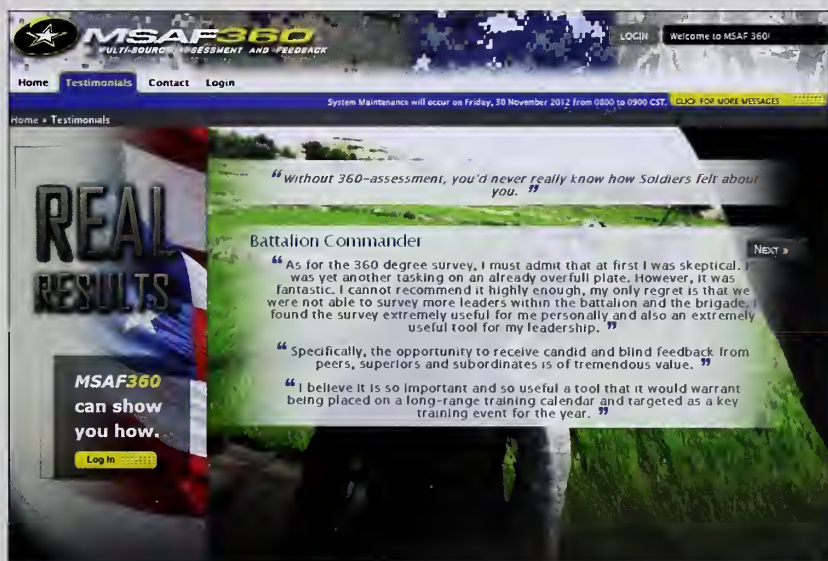 MSAF360
MULTI-SOURCE ASSESSMENT AND FEEDBACK
LOGIN
Welcome to MSAF 360!
Home Testimonials Contact Login
System Maintenance will occur on Friday, 30 November 2012 from 0800 to 0900 CST. CLICK FOR MORE MESSAGES
Home » Testimonials
REAL
RESULTS
MSAF360
can show
you how.
Log In
“ Without 360-assessment, you'd never really know how Soldiers felt about
you. ”
Battalion Commander
Next »
“ As for the 360 degree survey, I must admit that at first I was skeptical. I
was yet another tasking on an already overfull plate. However, it was
fantastic. I cannot recommend it highly enough, my only regret is that we
were not able to survey more leaders within the battalion and the brigade. I
found the survey extremely useful for me personally and also an extremely
useful tool for my leadership. ”
“ Specifically, the opportunity to receive candid and blind feedback from
peers, superiors and subordinates is of tremendous value. ”
“ I believe it is so important and so useful a tool that it would warrant
being placed on a long-range training calendar and targeted as a key
training event for the year. ”